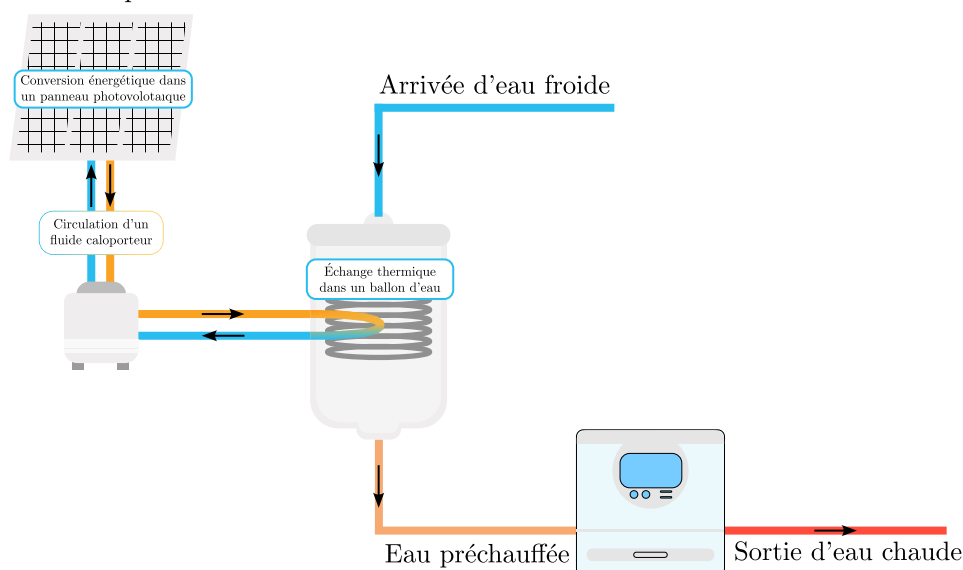 Conversion énergétique dans
un panneau photovolotaıque
Arrivée d'eau froide
Circulation d'un
fluide caloporteur
Échange thermique
dans un ballon d'eau
Eau préchauffée
Sortie d'eau chaude